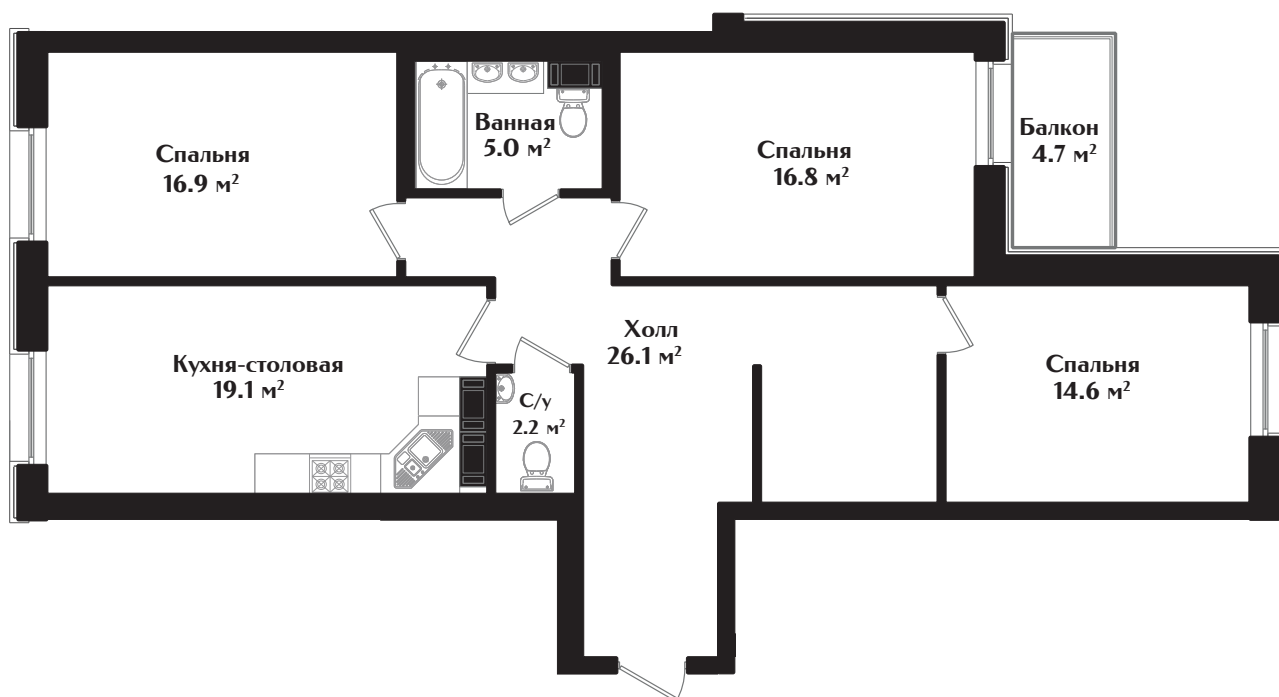 Спальня
16.9 м²
Ванная
5.0 м²
Спальня
16.8 м²
Балкон
4.7 м²
Кухня-столовая
19.1 м²
С/у
2.2 м²
Холл
26.1 м²
Спальня
14.6 м²